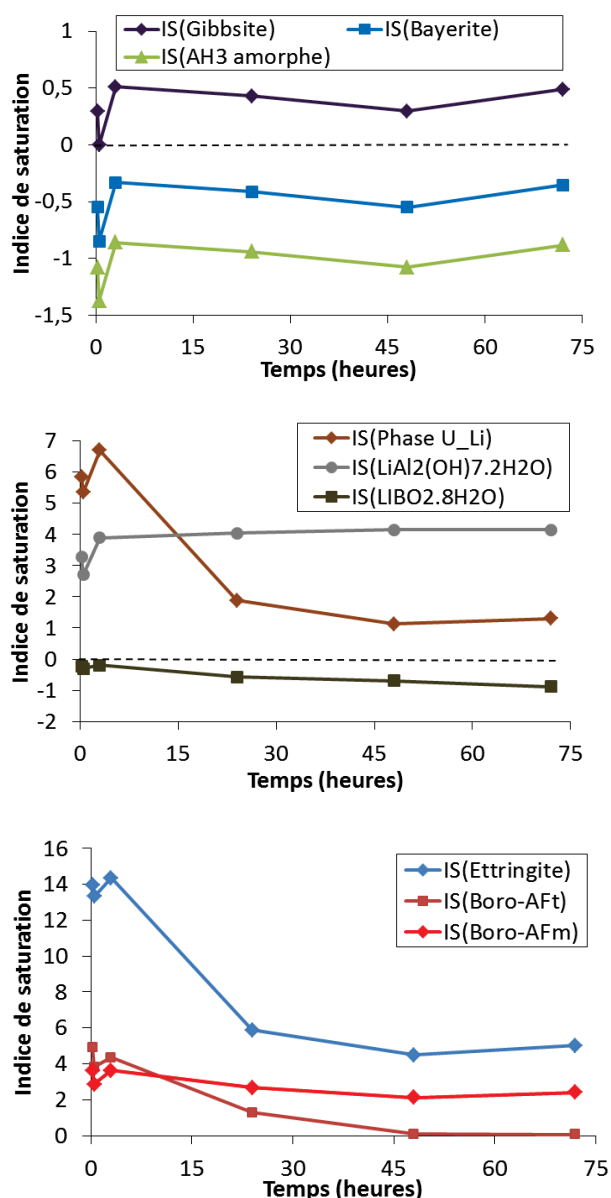 IS(Gibbsite) IS(Bayerite)
IS(AH3 amorphe)
Indice de saturation
1
0,5
0
-0,5
-1
-1,5
0 30 60 75
Temps (heures)
IS(Phase U_Li)
IS(LiAl2(OH)7.2H2O)
IS(LIBO2.8H2O)
Indice de saturation
7
6
5
4
3
2
1
0
-1
-2
0 15 30 45 60 75
Temps (heures)
IS(Ettringite)
IS(Boro-AFt)
IS(Boro-AFm)
Indice de saturation
16
14
12
10
8
6
4
2
0
0 15 30 45 60 75
Temps (heures)